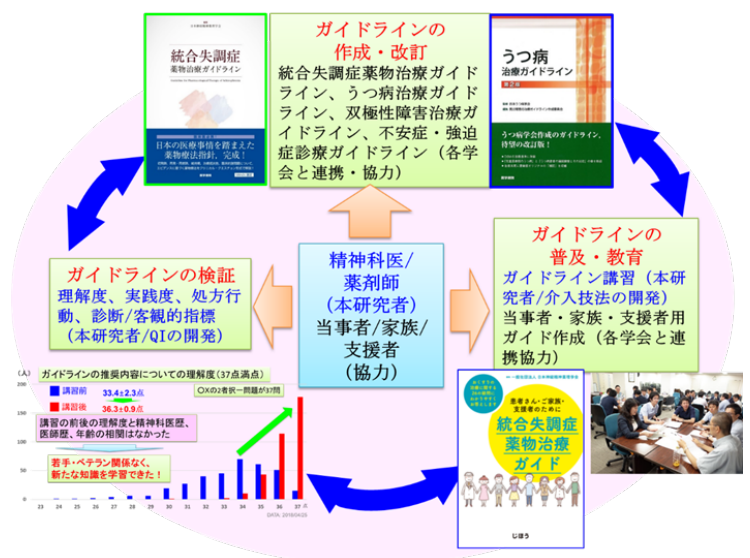 統合失調症
薬物治療ガイドライン
日本の医療事情を踏まえた
薬物療法指針、完成!
ガイドラインの
作成・改訂
統合失調症薬物治療ガイド
ライン、うつ病治療ガイド
ライン、双極性障害治療ガ
イドライン、不安症・強迫
症診療ガイドライン（各学
会と連携・協力）
うつ病
治療ガイドライン
第2版
うつ病学会作成のガイドライン、
待望の改訂版!
ガイドラインの検証
理解度、実践度、処方行
動、診断/客観的指標
（本研究者/QIの開発）
精神科医/
薬剤師
（本研究者）
当事者/家族/
支援者
（協力）
ガイドラインの
普及・教育
ガイドライン講習（本研
究者/介入技法の開発）
当事者・家族・支援者用
ガイド作成（各学会と連
携協力）
ガイドラインの推奨内容についての理解度（37点満点）
（人）
200
180
160
140
120
100
80
60
40
20
0
講習前 33.4±2.3点
講習後 36.3±0.9点
〇✕の2者択一問題が37問
講習の前後の理解度と精神科医歴、
医師歴、年齢の相関はなかった
若手・ベテラン関係なく、
新たな知識を学習できた!
23 24 25 26 27 28 29 30 31 32 33 34 35 36 37 点
患者さん・ご家族・
支援者のために
統合失調症
薬物治療
ガイド
じほう